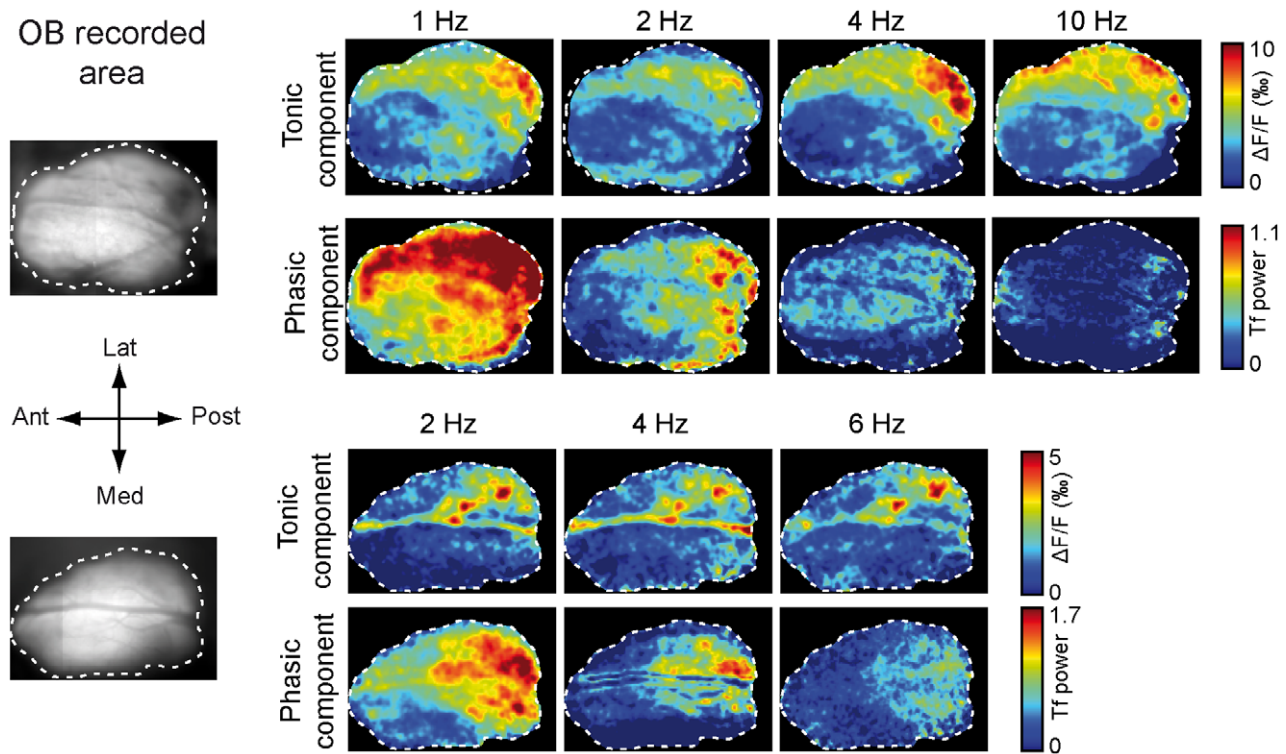 OB recorded
area
Lat
Ant
Post
Med
1 Hz
2 Hz
4 Hz
10 Hz
Tonic
component
10
ΔF/F (‰)
0
Phasic
component
1.1
Tf power
0
2 Hz
4 Hz
6 Hz
Tonic
component
5
ΔF/F (‰)
0
Phasic
component
1.7
Tf power
0